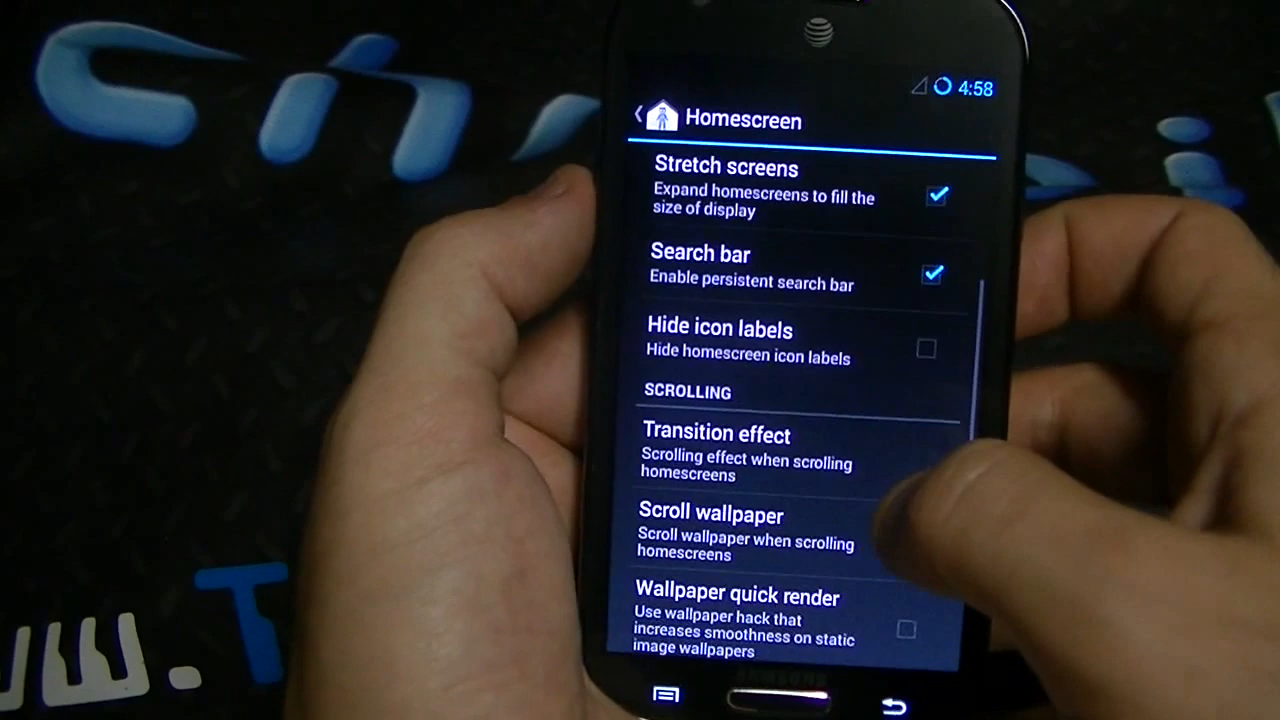 4:58
Homescreen
Stretch screens
Expand homescreens to fill the
size of display
Search bar
Enable persistent search bar
Hide icon labels
Hide homescreen icon labels
SCROLLING
Transition effect
Scrolling effect when scrolling
homescreens
Scroll wallpaper
Scroll wallpaper when scrolling
homescreens
Wallpaper quick render
Use wallpaper hack that
increases smoothness on static
image wallpapers
SAMSUNG